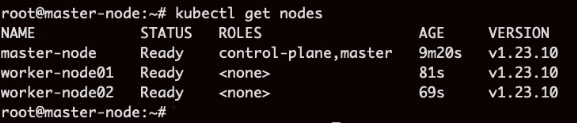 root@master-node:~# kubectl get nodes
NAME STATUS ROLES AGE VERSION
master-node Ready control-plane,master 9m20s v1.23.10
worker-node01 Ready <none> 81s v1.23.10
worker-node02 Ready <none> 69s v1.23.10
root@master-node:~#